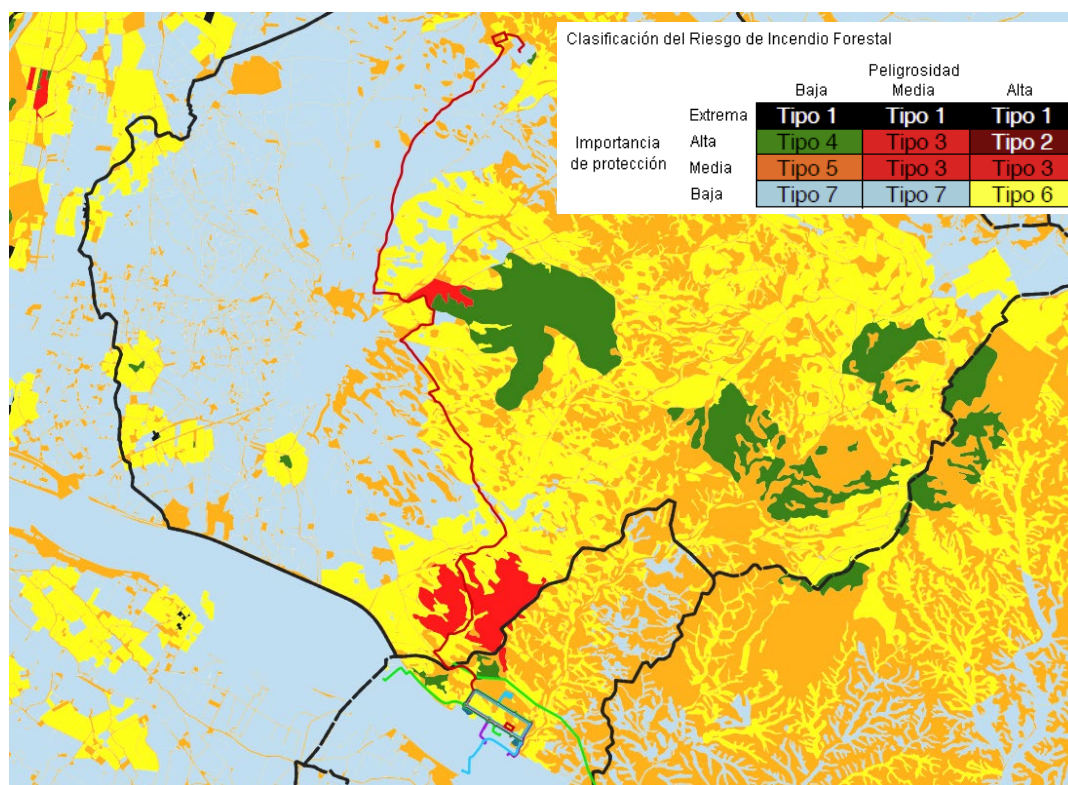 Clasificación del Riesgo de Incendio Forestal
Peligrosidad
Baja Media Alta
Extrema Tipo 1 Tipo 1 Tipo 1
Importancia de protección
Alta Tipo 4 Tipo 3 Tipo 2
Media Tipo 5 Tipo 3 Tipo 3
Baja Tipo 7 Tipo 7 Tipo 6